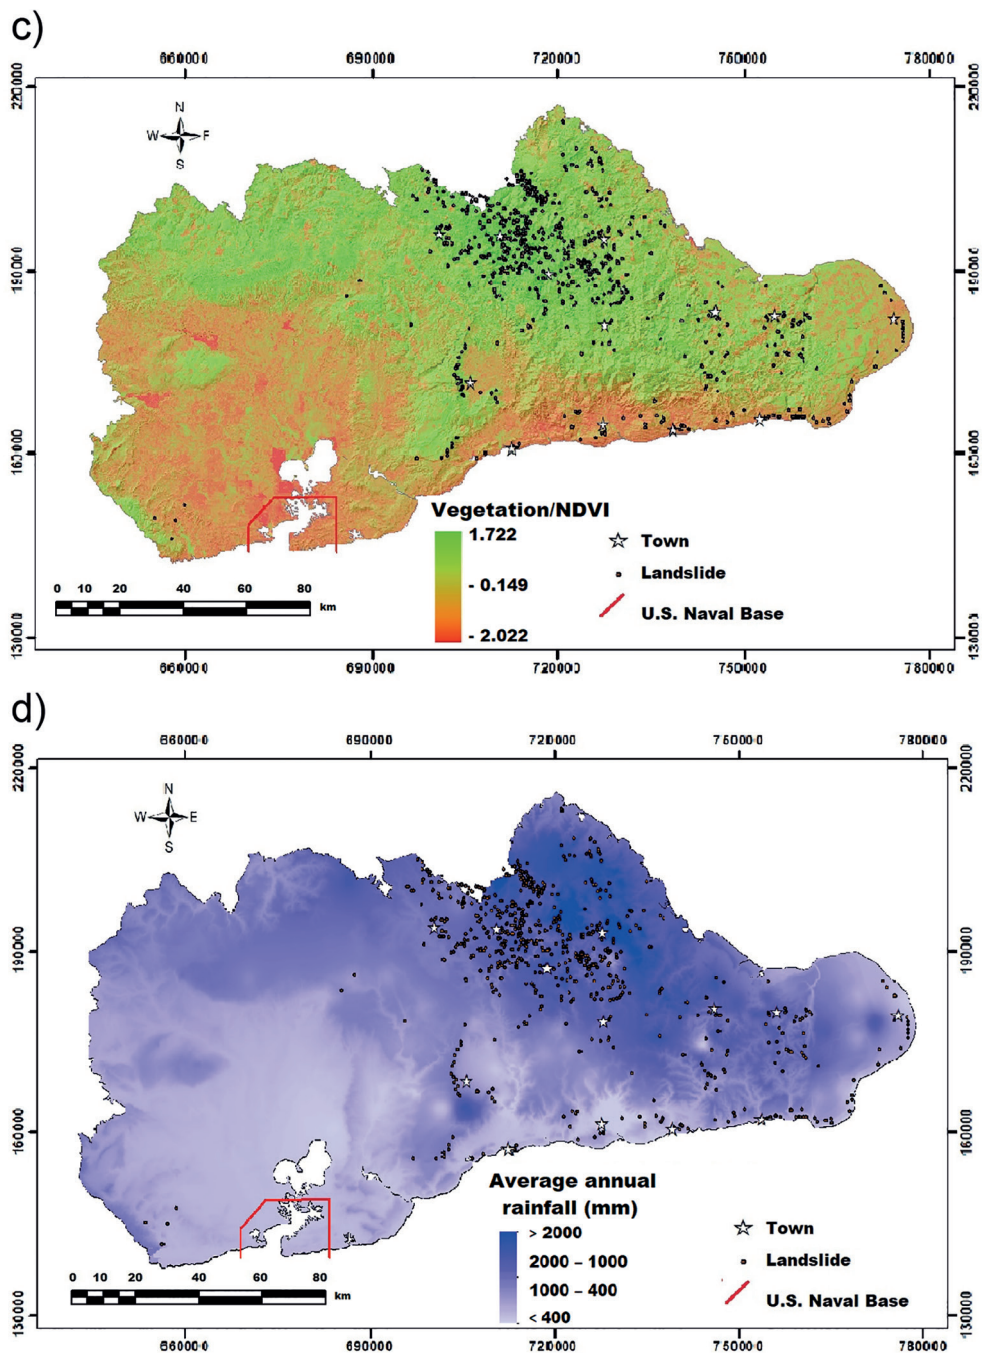 c)
660000 690000 720000 750000 780000
220000 220000
N
W F
S
190000 190000
160000 160000
Vegetation/NDVI
1.722
- 0.149
- 2.022
Town
Landslide
U.S. Naval Base
0 10 20 40 60 80
km
130000 130000
660000 690000 720000 750000 780000
d)
660000 690000 720000 750000 780000
220000 220000
N
W E
S
190000 190000
160000 160000
Average annual
rainfall (mm)
> 2000
2000 – 1000
1000 – 400
< 400
Town
Landslide
U.S. Naval Base
0 10 20 40 60 80
km
130000 130000
660000 690000 720000 750000 780000